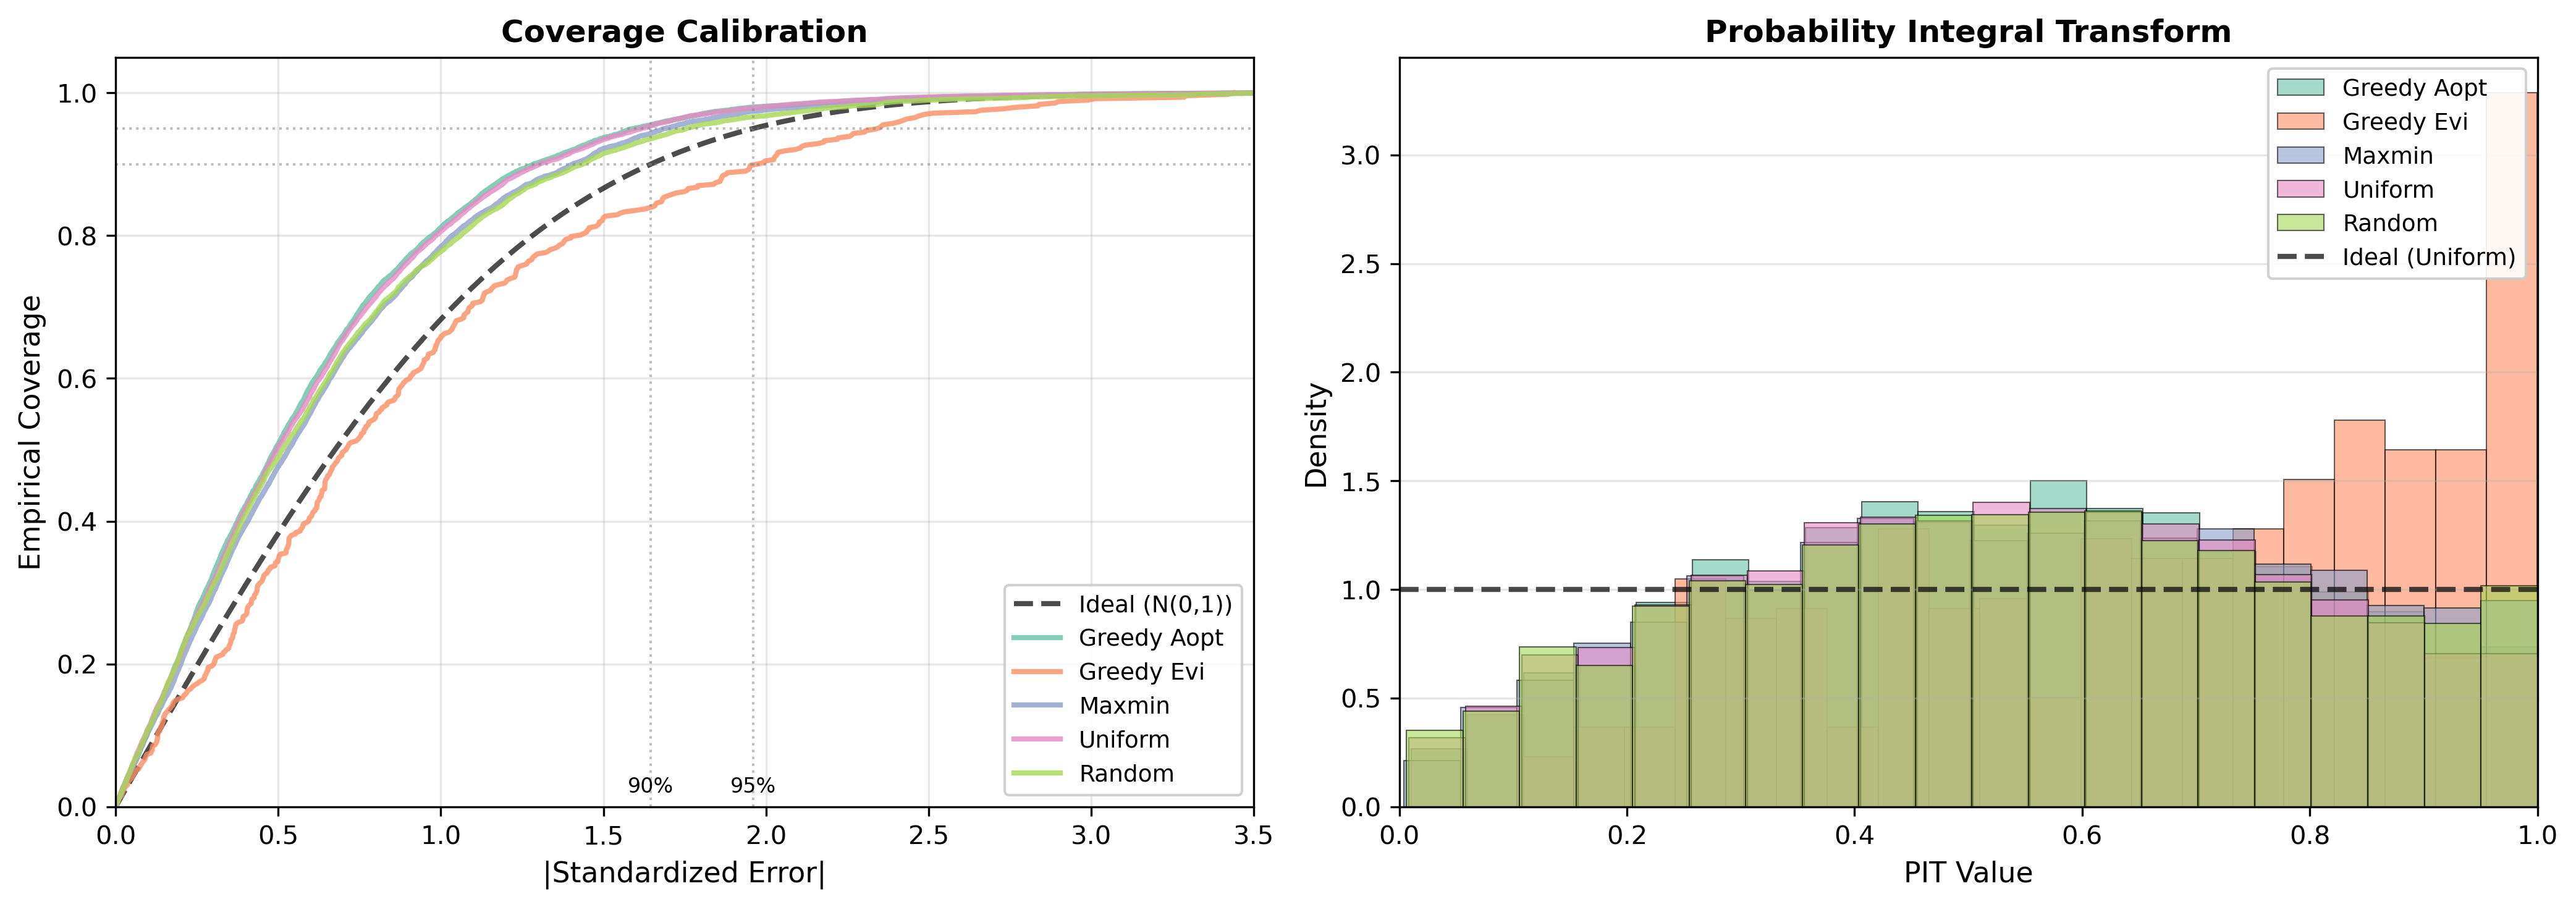 Coverage Calibration
Empirical Coverage
1.0
0.8
0.6
0.4
0.2
0.0
90%
95%
Ideal (N(0,1))
Greedy Aopt
Greedy Evi
Maxmin
Uniform
Random
0.0 0.5 1.0 1.5 2.0 2.5 3.0 3.5
|Standardized Error|
Probability Integral Transform
Density
3.0
2.5
2.0
1.5
1.0
0.5
0.0
Greedy Aopt
Greedy Evi
Maxmin
Uniform
Random
Ideal (Uniform)
0.0 0.2 0.4 0.6 0.8 1.0
PIT Value